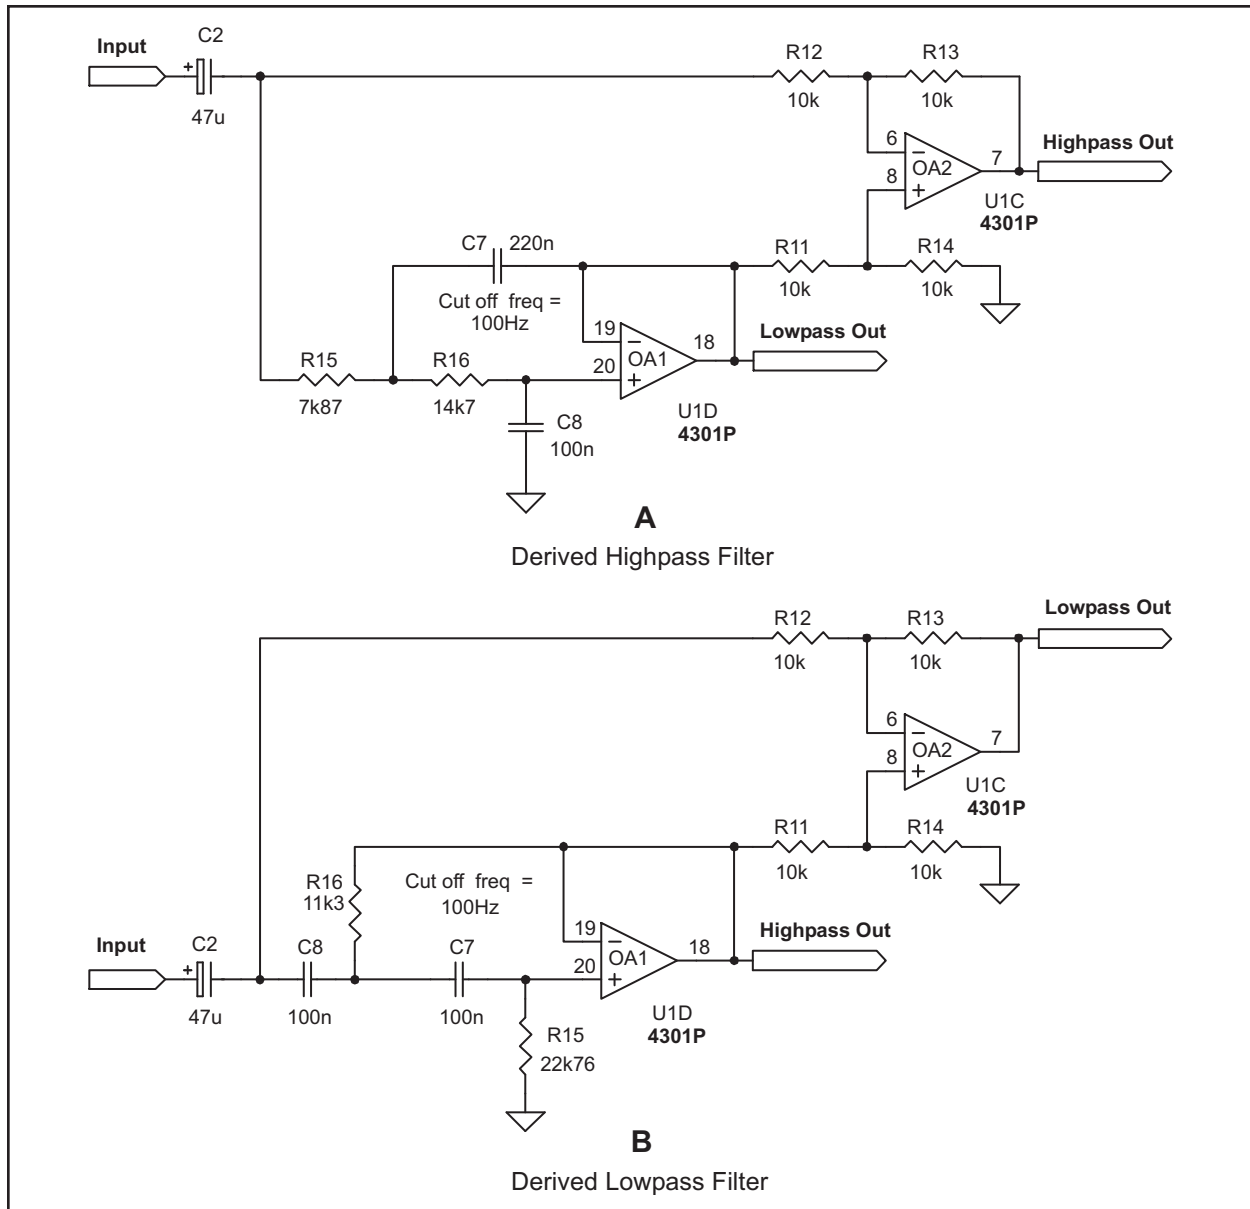 Input
C2
+
47u
R12
10k
R13
10k
6
−
OA2
8
+
7
Highpass Out
U1C
4301P
C7 220n
Cut off freq =
100Hz
R11
10k
R14
10k
19
−
OA1
20
+
18
Lowpass Out
R15
7k87
R16
14k7
C8
100n
U1D
4301P
A
Derived Highpass Filter
Lowpass Out
R12
10k
R13
10k
6
−
OA2
8
+
7
U1C
4301P
R11
10k
R14
10k
R16
11k3
Cut off freq =
100Hz
Input
C2
+
47u
C8
100n
C7
100n
19
−
OA1
20
+
18
Highpass Out
U1D
4301P
R15
22k76
B
Derived Lowpass Filter